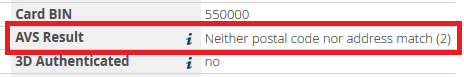 Card BIN 550000
AVS Result i Neither postal code nor address match (2)
3D Authenticated i no